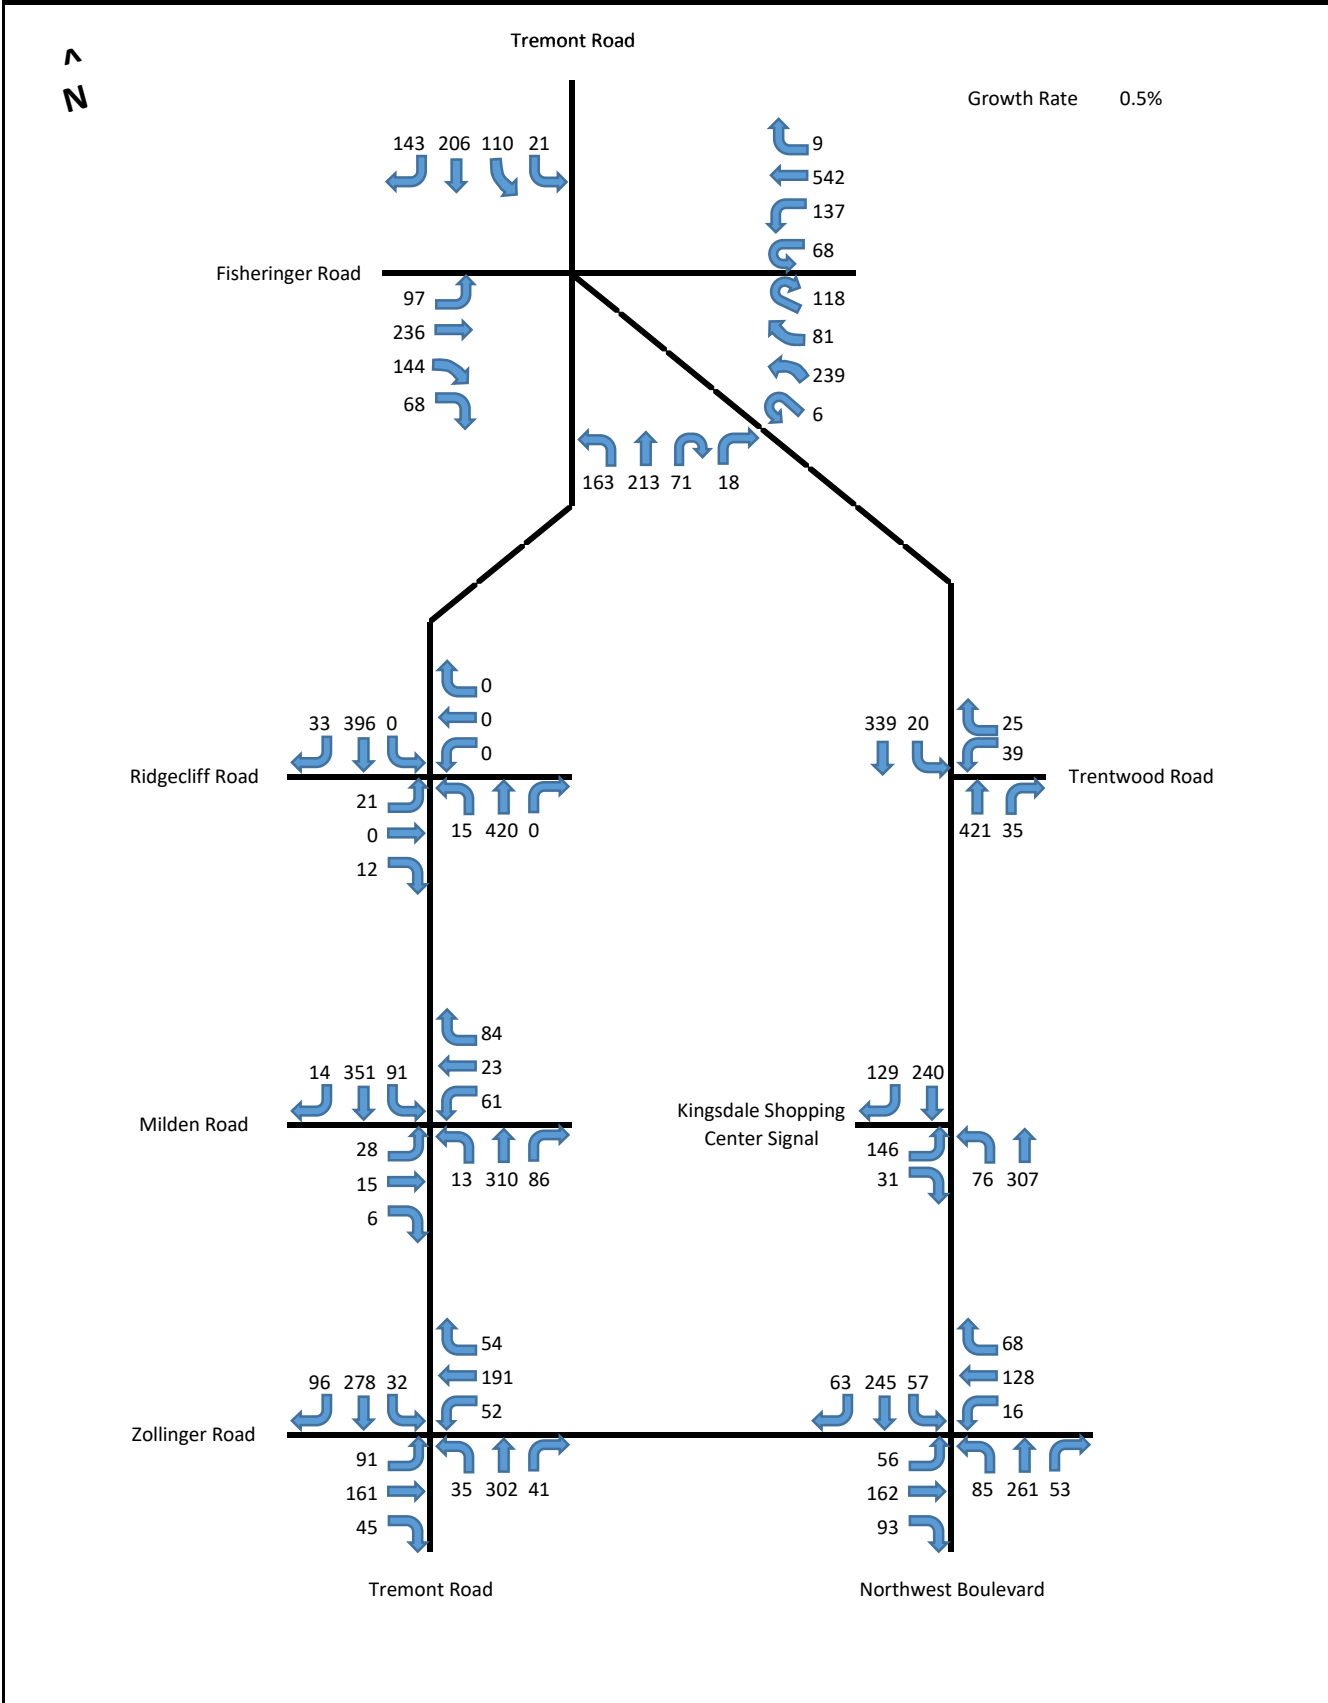 Tremont Road
^
N
Growth Rate 0.5%
143 206 110 21
9
542
137
68
Fisheringer Road
97
118
236
81
144
239
68
6
163 213 71 18
0
0
0
33 396 0
Ridgecliff Road
21
0
12
15 420 0
339 20
25
39
Trentwood Road
421 35
84
23
61
14 351 91
Milden Road
28
15
6
13 310 86
129 240
Kingsdale Shopping
Center Signal
146
31
76 307
54
191
52
96 278 32
Zollinger Road
91
161
45
35 302 41
68
128
16
63 245 57
56
162
93
85 261 53
Tremont Road
Northwest Boulevard